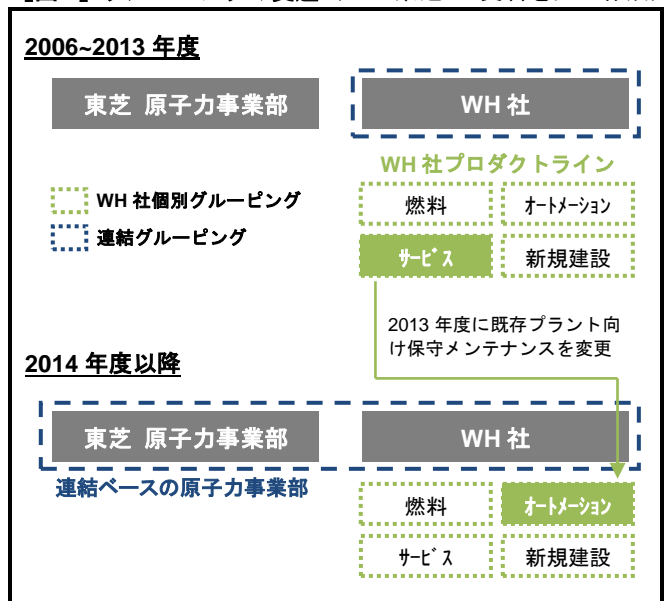 2006~2013 年度
東芝 原子力事業部
WH 社
WH 社プロダクトライン
WH 社個別グルーピング
連結グルーピング
燃料
ｵｰﾄﾒｰｼｮﾝ
ｻｰﾋﾞｽ
新規建設
2013 年度に既存プラント向
け保守メンテナンスを変更
2014 年度以降
東芝 原子力事業部
WH 社
連結ベースの原子力事業部
燃料
ｵｰﾄﾒｰｼｮﾝ
ｻｰﾋﾞｽ
新規建設